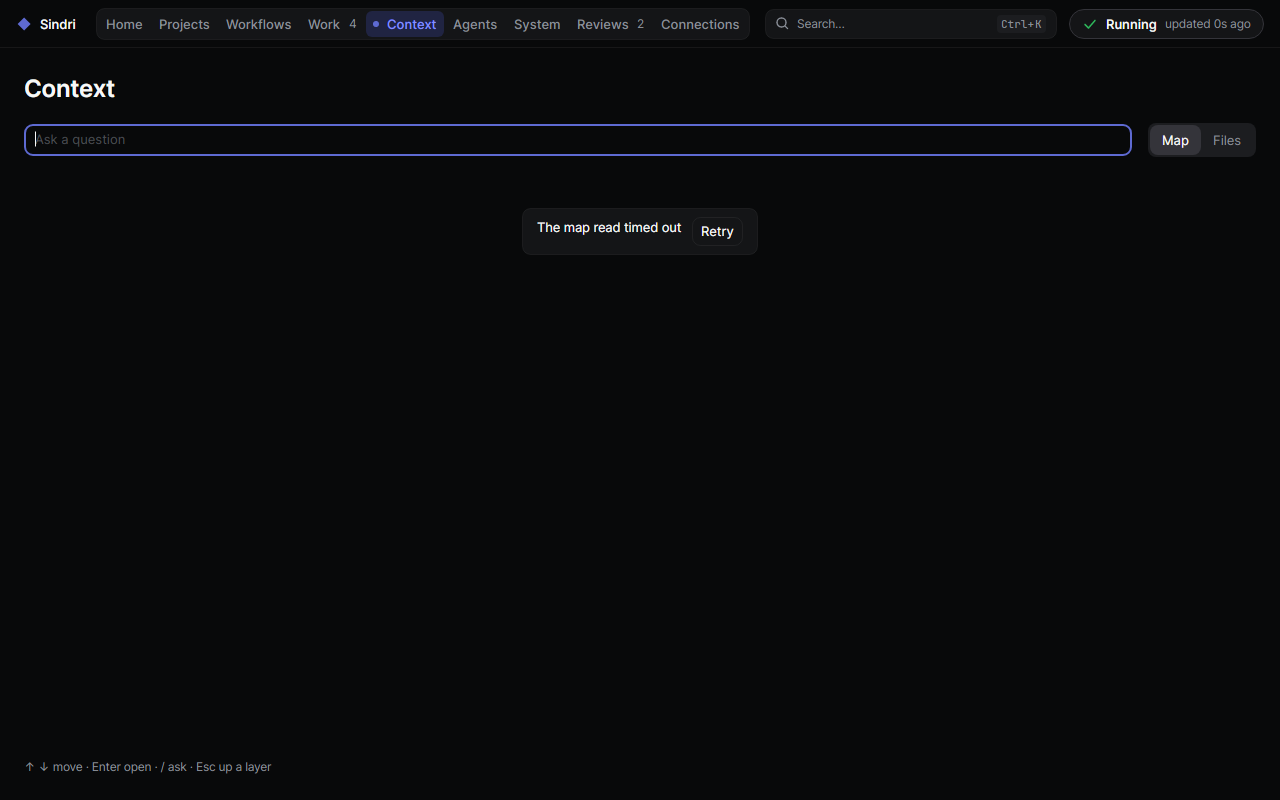 Sindri Home Projects Workflows Work 4 Context Agents System Reviews 2 Connections Search... Ctrl+K Running updated 0s ago
Context
Ask a question Map Files
The map read timed out Retry
↑ ↓ move · Enter open · / ask · Esc up a layer